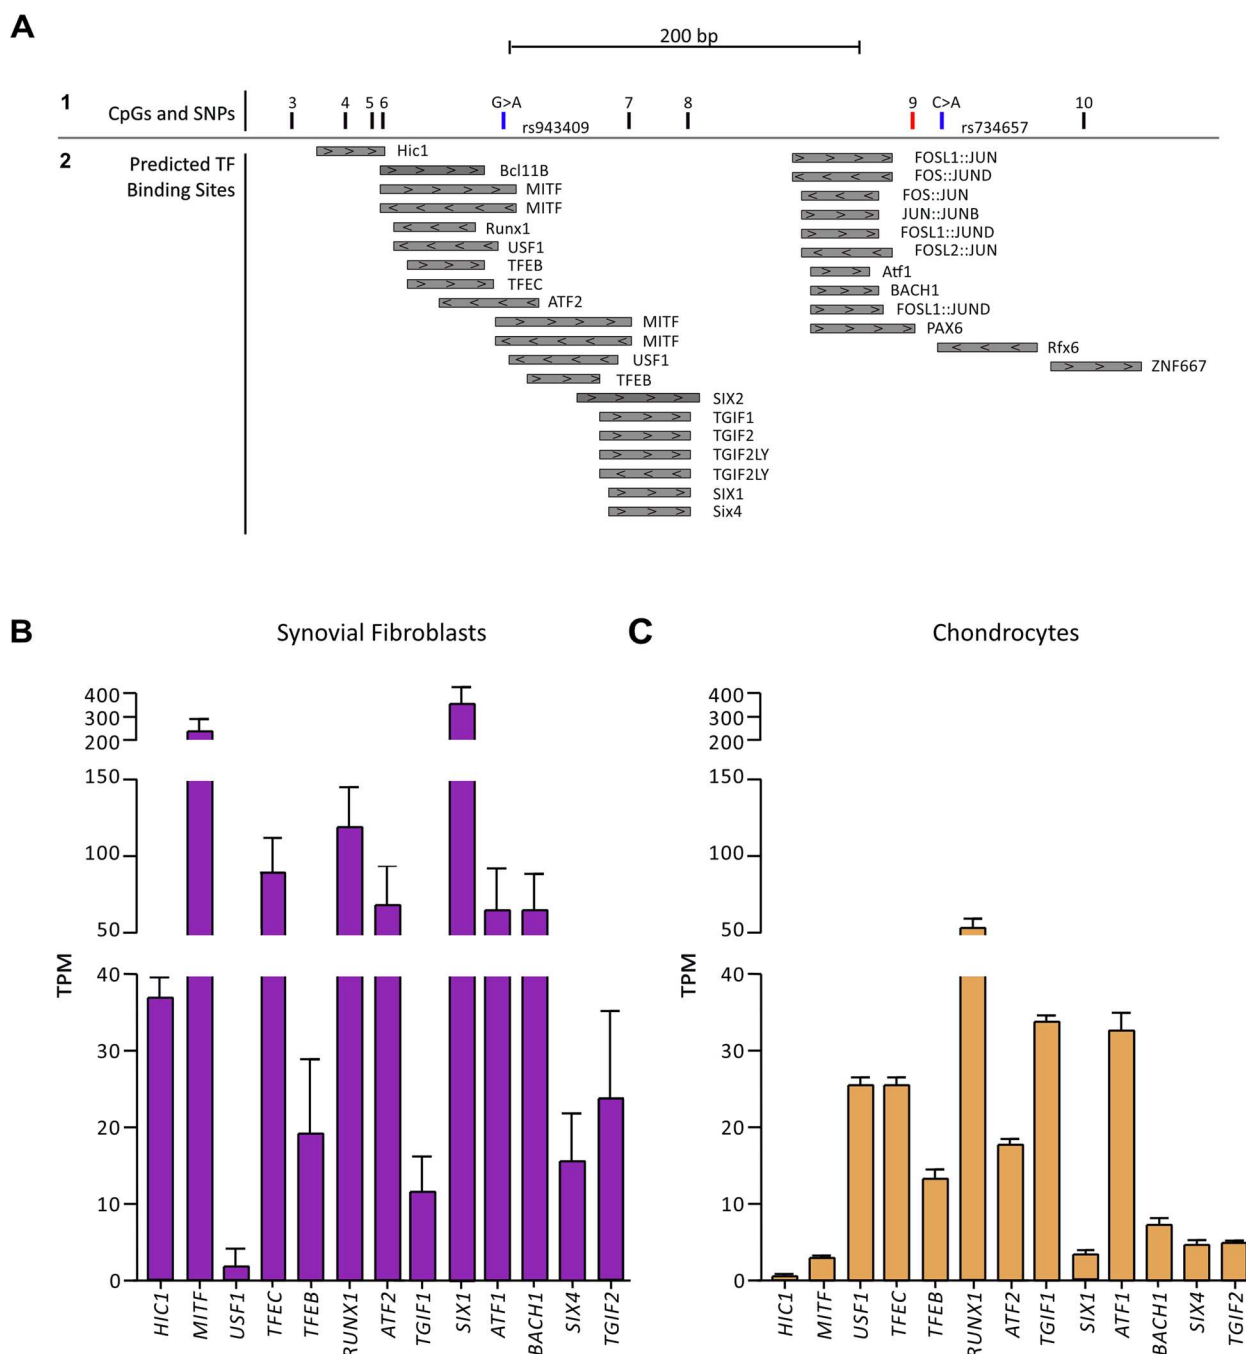 A
200 bp
1 CpGs and SNPs 3 4 5 6 G>A rs943409 7 8 9 C>A rs734657 10
2 Predicted TF
Binding Sites
Hic1
Bcl11B
MITF
MITF
Runx1
USF1
TFEB
TFEC
ATF2
MITF
MITF
USF1
TFEB
SIX2
TGIF1
TGIF2
TGIF2LY
TGIF2LY
SIX1
Six4
FOSL1::JUN
FOS::JUND
FOS::JUN
JUN::JUNB
FOSL1::JUND
FOSL2::JUN
Atf1
BACH1
FOSL1::JUND
PAX6
Rfx6
ZNF667
B Synovial Fibroblasts
400
300
200
150
100
50
40
30
20
10
0
TPM
HIC1 MITF USF1 TFEC TFEB RUNX1 ATF2 TGIF1 SIX1 ATF1 BACH1 SIX4 TGIF2
C Chondrocytes
400
300
200
150
100
50
40
30
20
10
0
TPM
HIC1 MITF USF1 TFEC TFEB RUNX1 ATF2 TGIF1 SIX1 ATF1 BACH1 SIX4 TGIF2